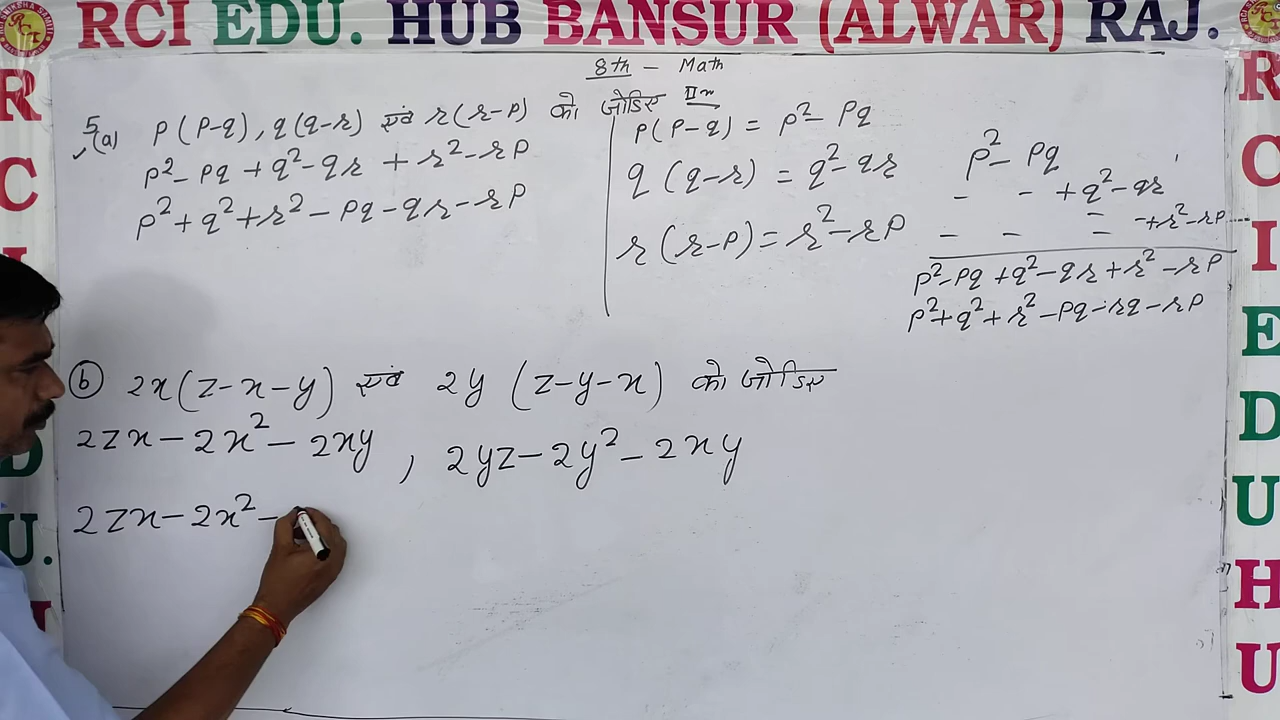 RCI EDU. HUB BANSUR (ALWAR) RAJ.
8th - Math
5(a) p(p-q), q(q-r) एवं r(r-p) को जोडिए
p²-pq+q²-qr+r²-rp
p²+q²+r²-pq-qr-rp
IInd
p(p-q) = p²-pq
q(q-r) = q²-qr
r(r-p) = r²-rp
p²-pq
- - +q²-qr
= -+r²-rp
- - =
p²-pq+q²-qr+r²-rp
p²+q²+r²-pq-rq-rp
(b) 2x(z-x-y) एवं 2y(z-y-x) को जोडिए
2zx-2x²-2xy , 2yz-2y²-2xy
2zx-2x²-
R
C
I
D
U.
R
C
I
E
D
U
H
U